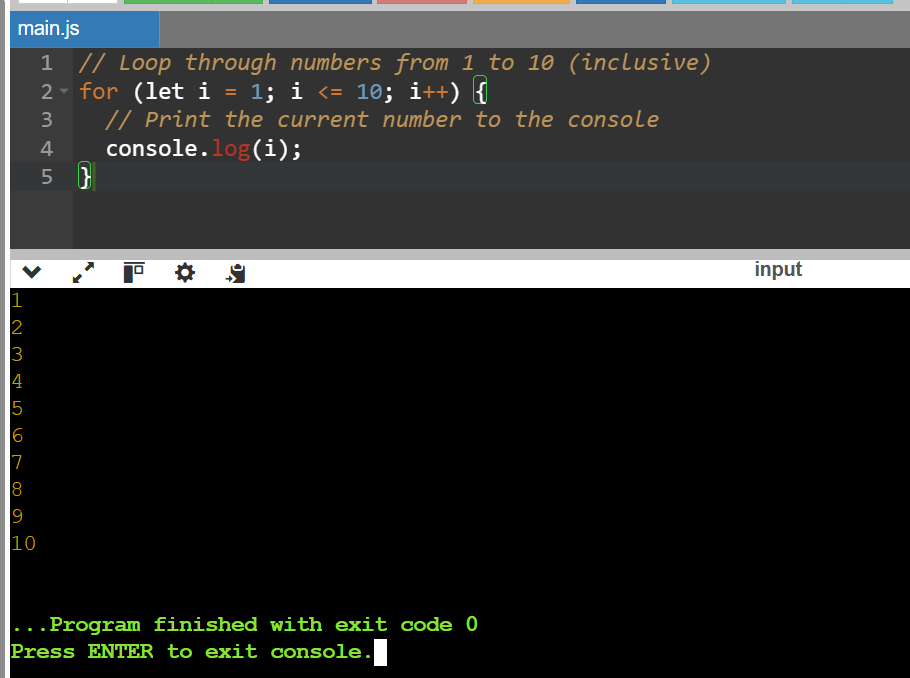 main.js
1 // Loop through numbers from 1 to 10 (inclusive)
2 for (let i = 1; i <= 10; i++) {
3   // Print the current number to the console
4   console.log(i);
5 }
input
1
2
3
4
5
6
7
8
9
10
...Program finished with exit code 0
Press ENTER to exit console.